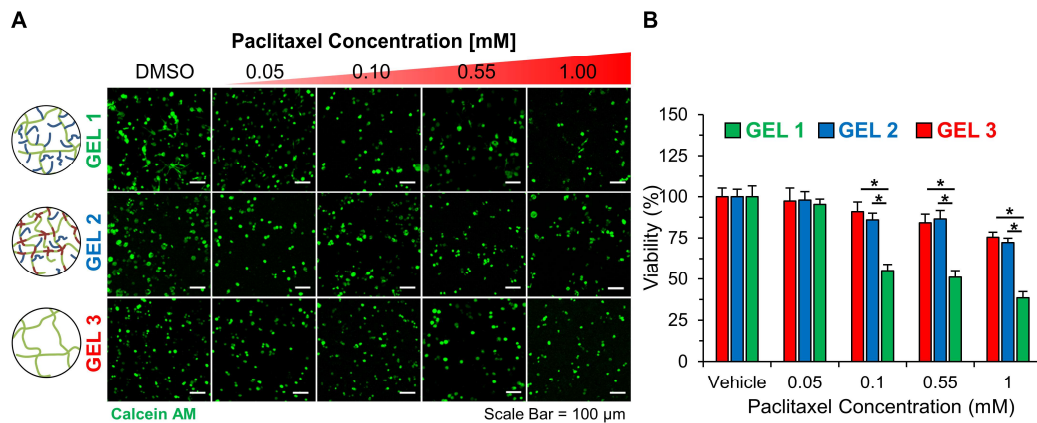 A
Paclitaxel Concentration [mM]
DMSO 0.05 0.10 0.55 1.00
GEL 1
GEL 2
GEL 3
Calcein AM
Scale Bar = 100 µm
B
GEL 1 GEL 2 GEL 3
Viability (%)
150
125
100
75
50
25
0
* * * * * *
Vehicle 0.05 0.1 0.55 1
Paclitaxel Concentration (mM)